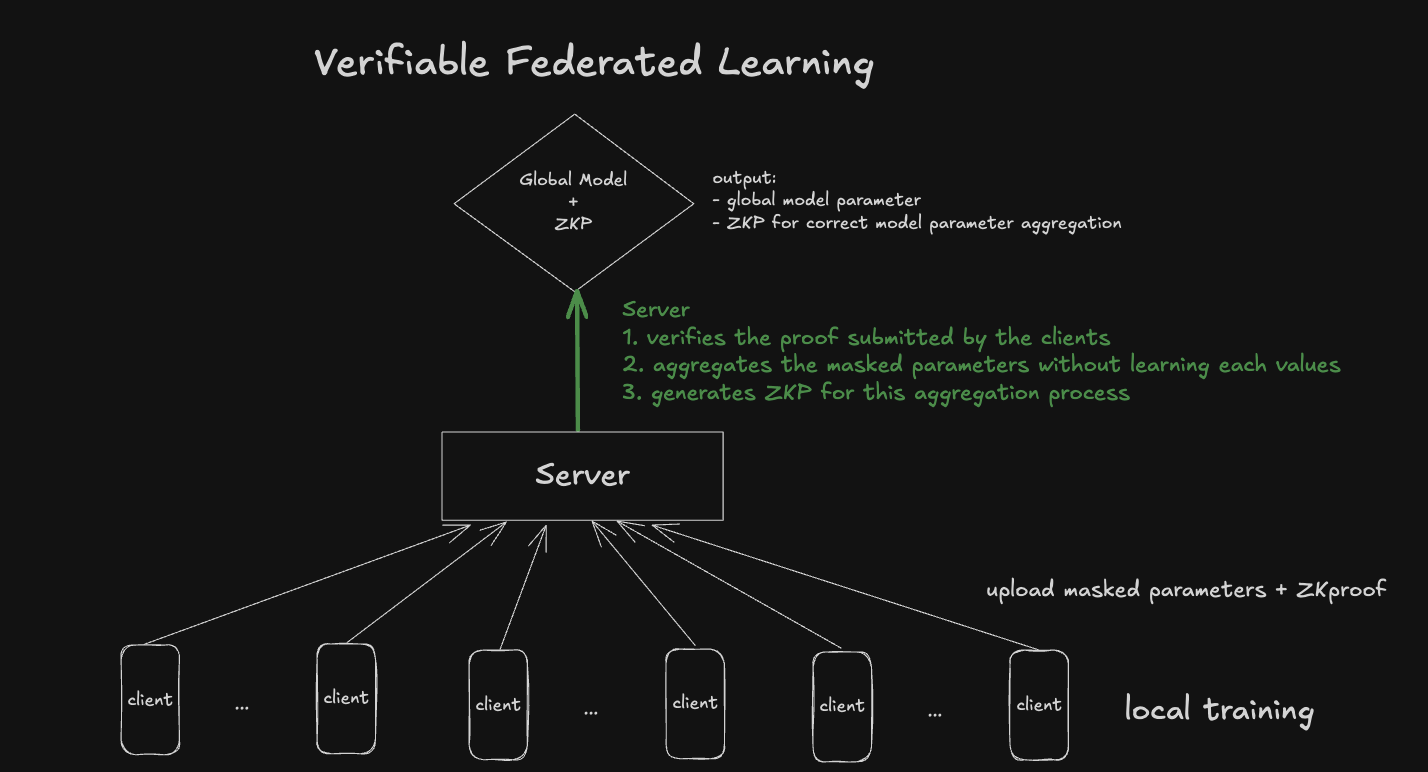 Verifiable Federated Learning
Global Model
+
ZKP
output:
- global model parameter
- ZKP for correct model parameter aggregation
Server
1. verifies the proof submitted by the clients
2. aggregates the masked parameters without learning each values
3. generates ZKP for this aggregation process
Server
upload masked parameters + ZKproof
client
...
client
client
...
client
client
...
client
local training